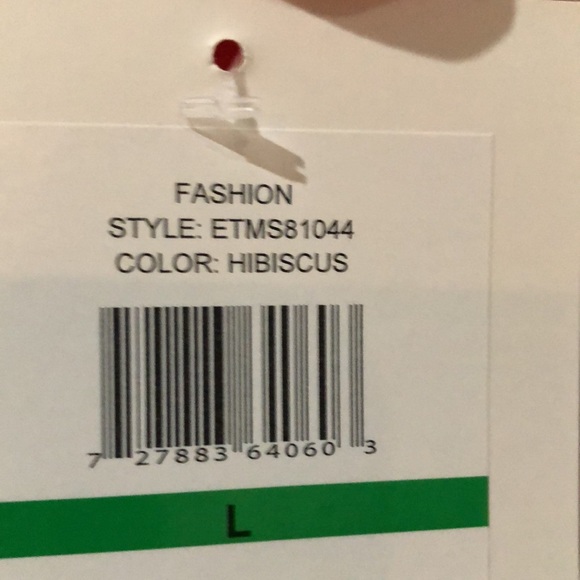 FASHION
STYLE: ETMS81044
COLOR: HIBISCUS
7 27883 64060 3
L